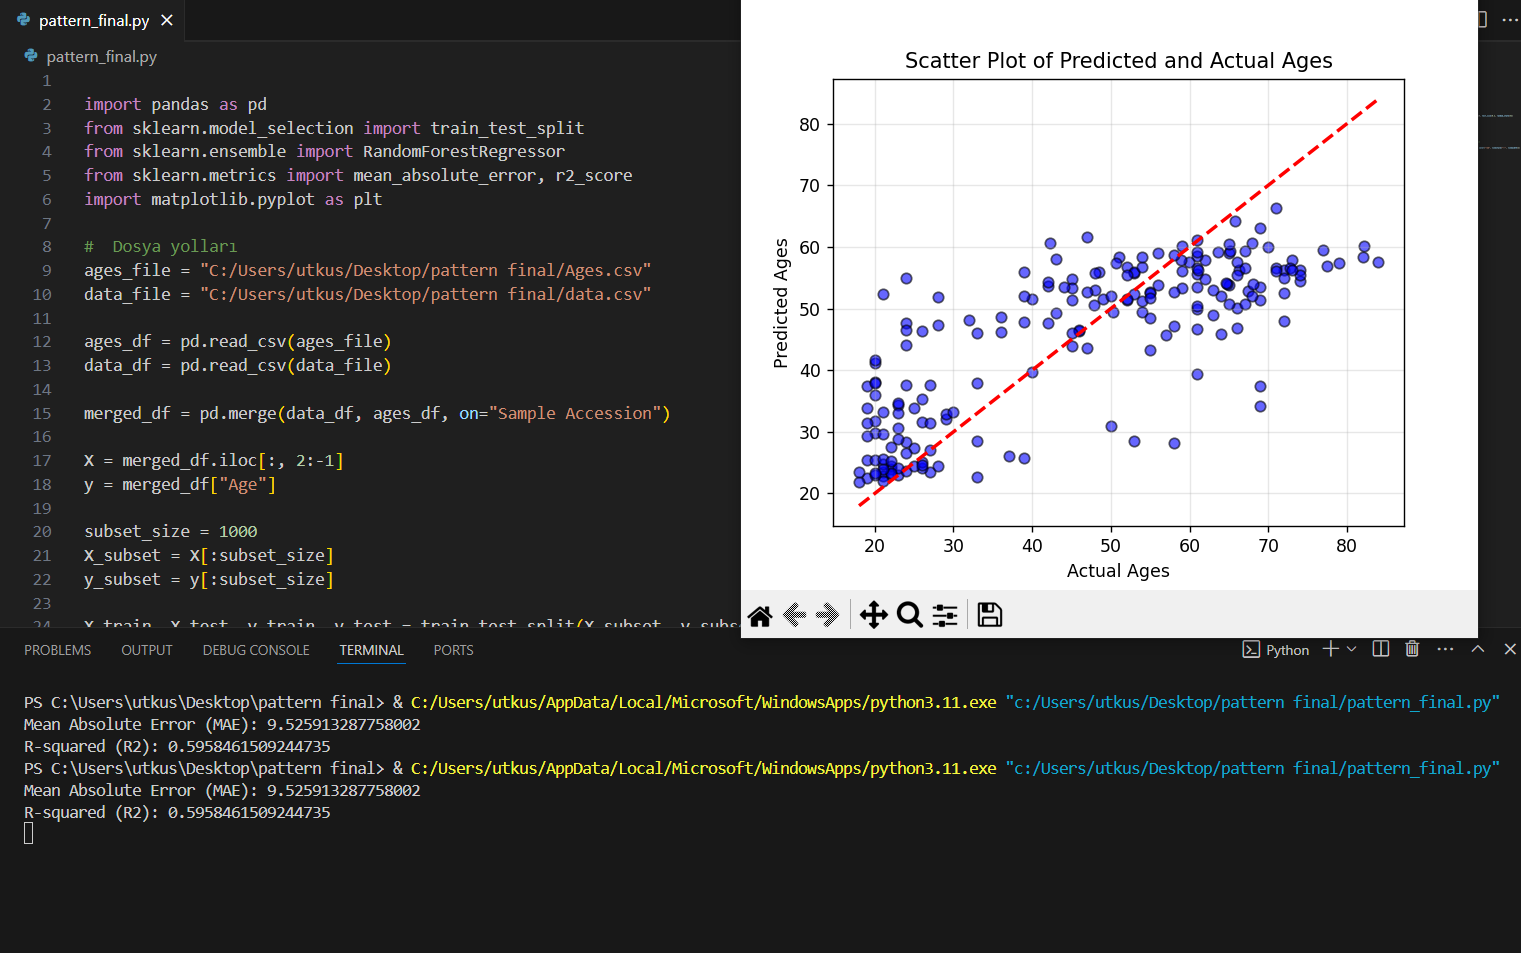 pattern_final.py
pattern_final.py
1
2 import pandas as pd
3 from sklearn.model_selection import train_test_split
4 from sklearn.ensemble import RandomForestRegressor
5 from sklearn.metrics import mean_absolute_error, r2_score
6 import matplotlib.pyplot as plt
7
8 #  Dosya yolları
9 ages_file = "C:/Users/utkus/Desktop/pattern final/Ages.csv"
10 data_file = "C:/Users/utkus/Desktop/pattern final/data.csv"
11
12 ages_df = pd.read_csv(ages_file)
13 data_df = pd.read_csv(data_file)
14
15 merged_df = pd.merge(data_df, ages_df, on="Sample Accession")
16
17 X = merged_df.iloc[:, 2:-1]
18 y = merged_df["Age"]
19
20 subset_size = 1000
21 X_subset = X[:subset_size]
22 y_subset = y[:subset_size]
23
24 X_train, X_test, y_train, y_test = train_test_split(X_subset, y_subs
Scatter Plot of Predicted and Actual Ages
80
70
60
50
40
30
20
Predicted Ages
20 30 40 50 60 70 80
Actual Ages
PROBLEMS OUTPUT DEBUG CONSOLE TERMINAL PORTS Python
PS C:\Users\utkus\Desktop\pattern final> & C:/Users/utkus/AppData/Local/Microsoft/WindowsApps/python3.11.exe "c:/Users/utkus/Desktop/pattern final/pattern_final.py"
Mean Absolute Error (MAE): 9.525913287758002
R-squared (R2): 0.5958461509244735
PS C:\Users\utkus\Desktop\pattern final> & C:/Users/utkus/AppData/Local/Microsoft/WindowsApps/python3.11.exe "c:/Users/utkus/Desktop/pattern final/pattern_final.py"
Mean Absolute Error (MAE): 9.525913287758002
R-squared (R2): 0.5958461509244735